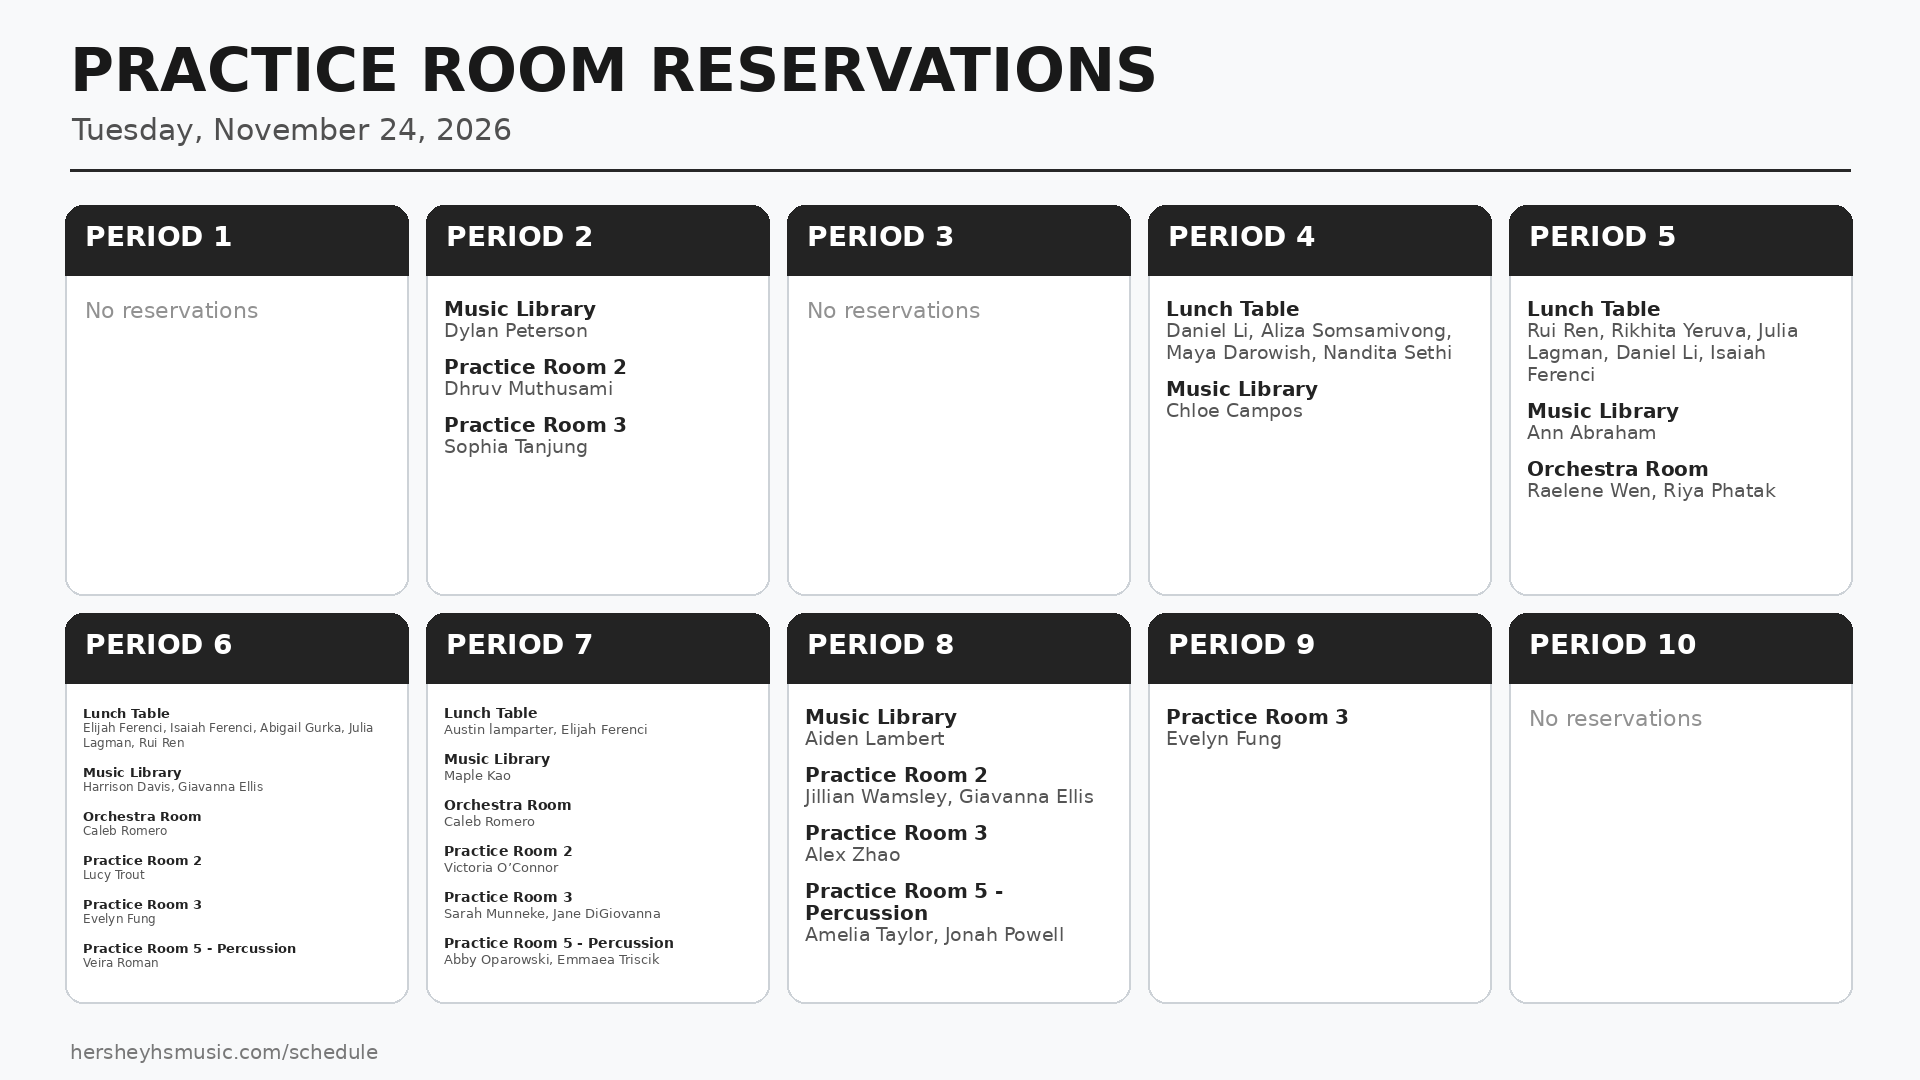 PRACTICE ROOM RESERVATIONS
Tuesday, November 24, 2026
PERIOD 1
No reservations
PERIOD 2
Music Library
Dylan Peterson
Practice Room 2
Dhruv Muthusami
Practice Room 3
Sophia Tanjung
PERIOD 3
No reservations
PERIOD 4
Lunch Table
Daniel Li, Aliza Somsamivong,
Maya Darowish, Nandita Sethi
Music Library
Chloe Campos
PERIOD 5
Lunch Table
Rui Ren, Rikhita Yeruva, Julia
Lagman, Daniel Li, Isaiah
Ferenci
Music Library
Ann Abraham
Orchestra Room
Raelene Wen, Riya Phatak
PERIOD 6
Lunch Table
Elijah Ferenci, Isaiah Ferenci, Abigail Gurka, Julia
Lagman, Rui Ren
Music Library
Harrison Davis, Giavanna Ellis
Orchestra Room
Caleb Romero
Practice Room 2
Lucy Trout
Practice Room 3
Evelyn Fung
Practice Room 5 - Percussion
Veira Roman
PERIOD 7
Lunch Table
Austin lamparter, Elijah Ferenci
Music Library
Maple Kao
Orchestra Room
Caleb Romero
Practice Room 2
Victoria O’Connor
Practice Room 3
Sarah Munneke, Jane DiGiovanna
Practice Room 5 - Percussion
Abby Oparowski, Emmaea Triscik
PERIOD 8
Music Library
Aiden Lambert
Practice Room 2
Jillian Wamsley, Giavanna Ellis
Practice Room 3
Alex Zhao
Practice Room 5 -
Percussion
Amelia Taylor, Jonah Powell
PERIOD 9
Practice Room 3
Evelyn Fung
PERIOD 10
No reservations
hersheyhsmusic.com/schedule